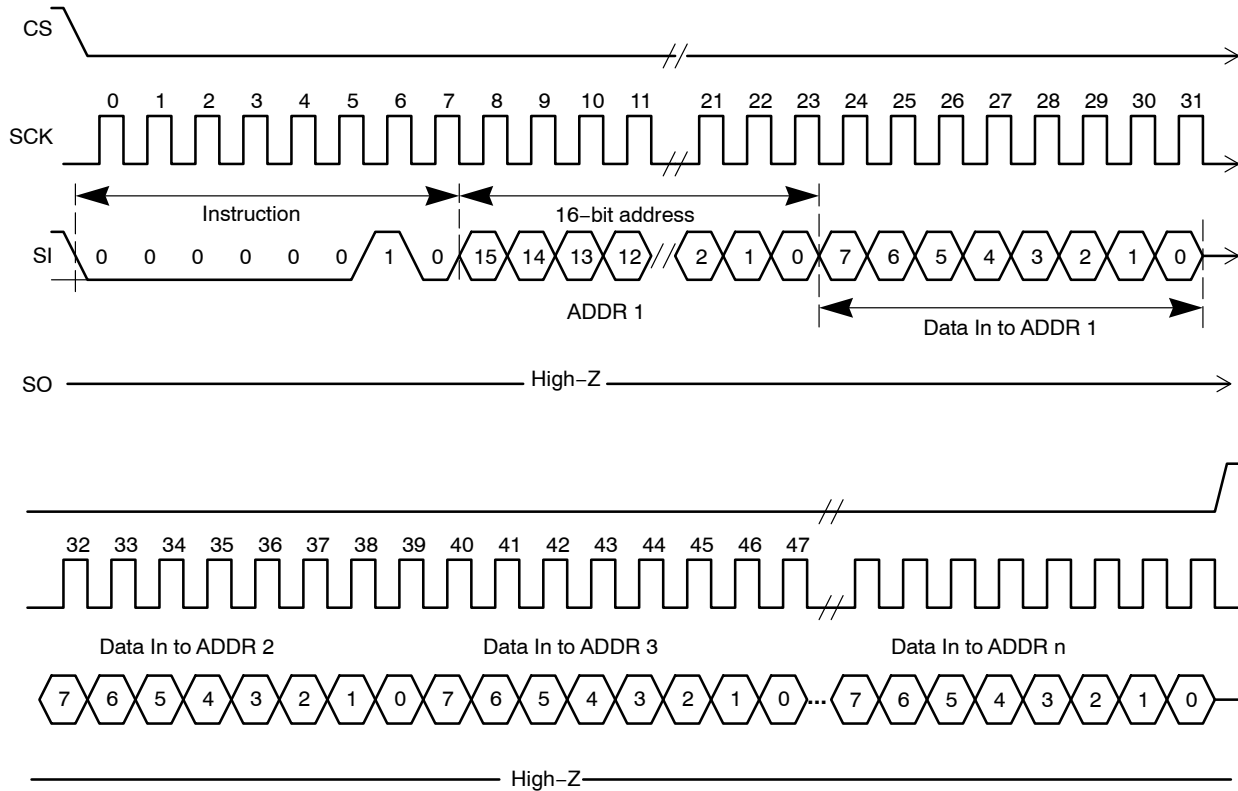 CS
0 1 2 3 4 5 6 7 8 9 10 11 21 22 23 24 25 26 27 28 29 30 31
SCK
Instruction 16−bit address
SI 0 0 0 0 0 0 1 0 15 14 13 12 2 1 0 7 6 5 4 3 2 1 0
ADDR 1
Data In to ADDR 1
SO High−Z
32 33 34 35 36 37 38 39 40 41 42 43 44 45 46 47
Data In to ADDR 2 Data In to ADDR 3 Data In to ADDR n
7 6 5 4 3 2 1 0 7 6 5 4 3 2 1 0 ... 7 6 5 4 3 2 1 0
High−Z